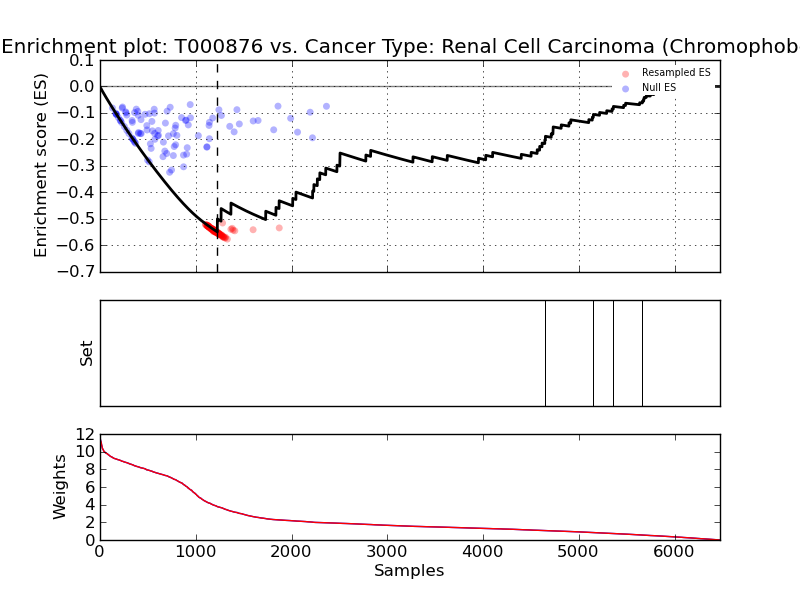 Enrichment plot: T000876 vs. Cancer Type: Renal Cell Carcinoma (Chromophob
0.1
0.0
−0.1
−0.2
−0.3
−0.4
−0.5
−0.6
−0.7
Enrichment score (ES)
Resampled ES
Null ES
Set
12
10
8
6
4
2
0
Weights
0 1000 2000 3000 4000 5000 6000
Samples